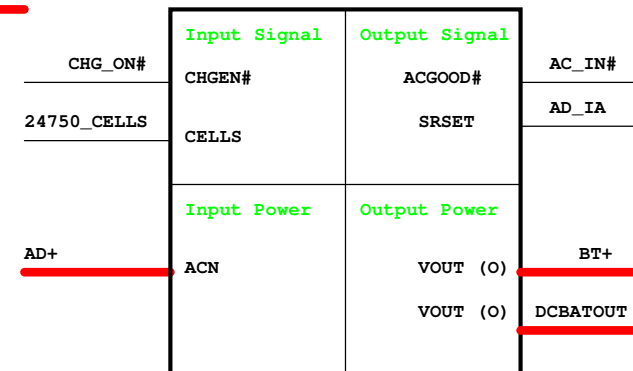 Input Signal Output Signal
CHG_ON# CHGEN# ACGOOD# AC_IN#
24750_CELLS CELLS SRSET AD_IA
Input Power Output Power
AD+ ACN VOUT (O) BT+
VOUT (O) DCBATOUT